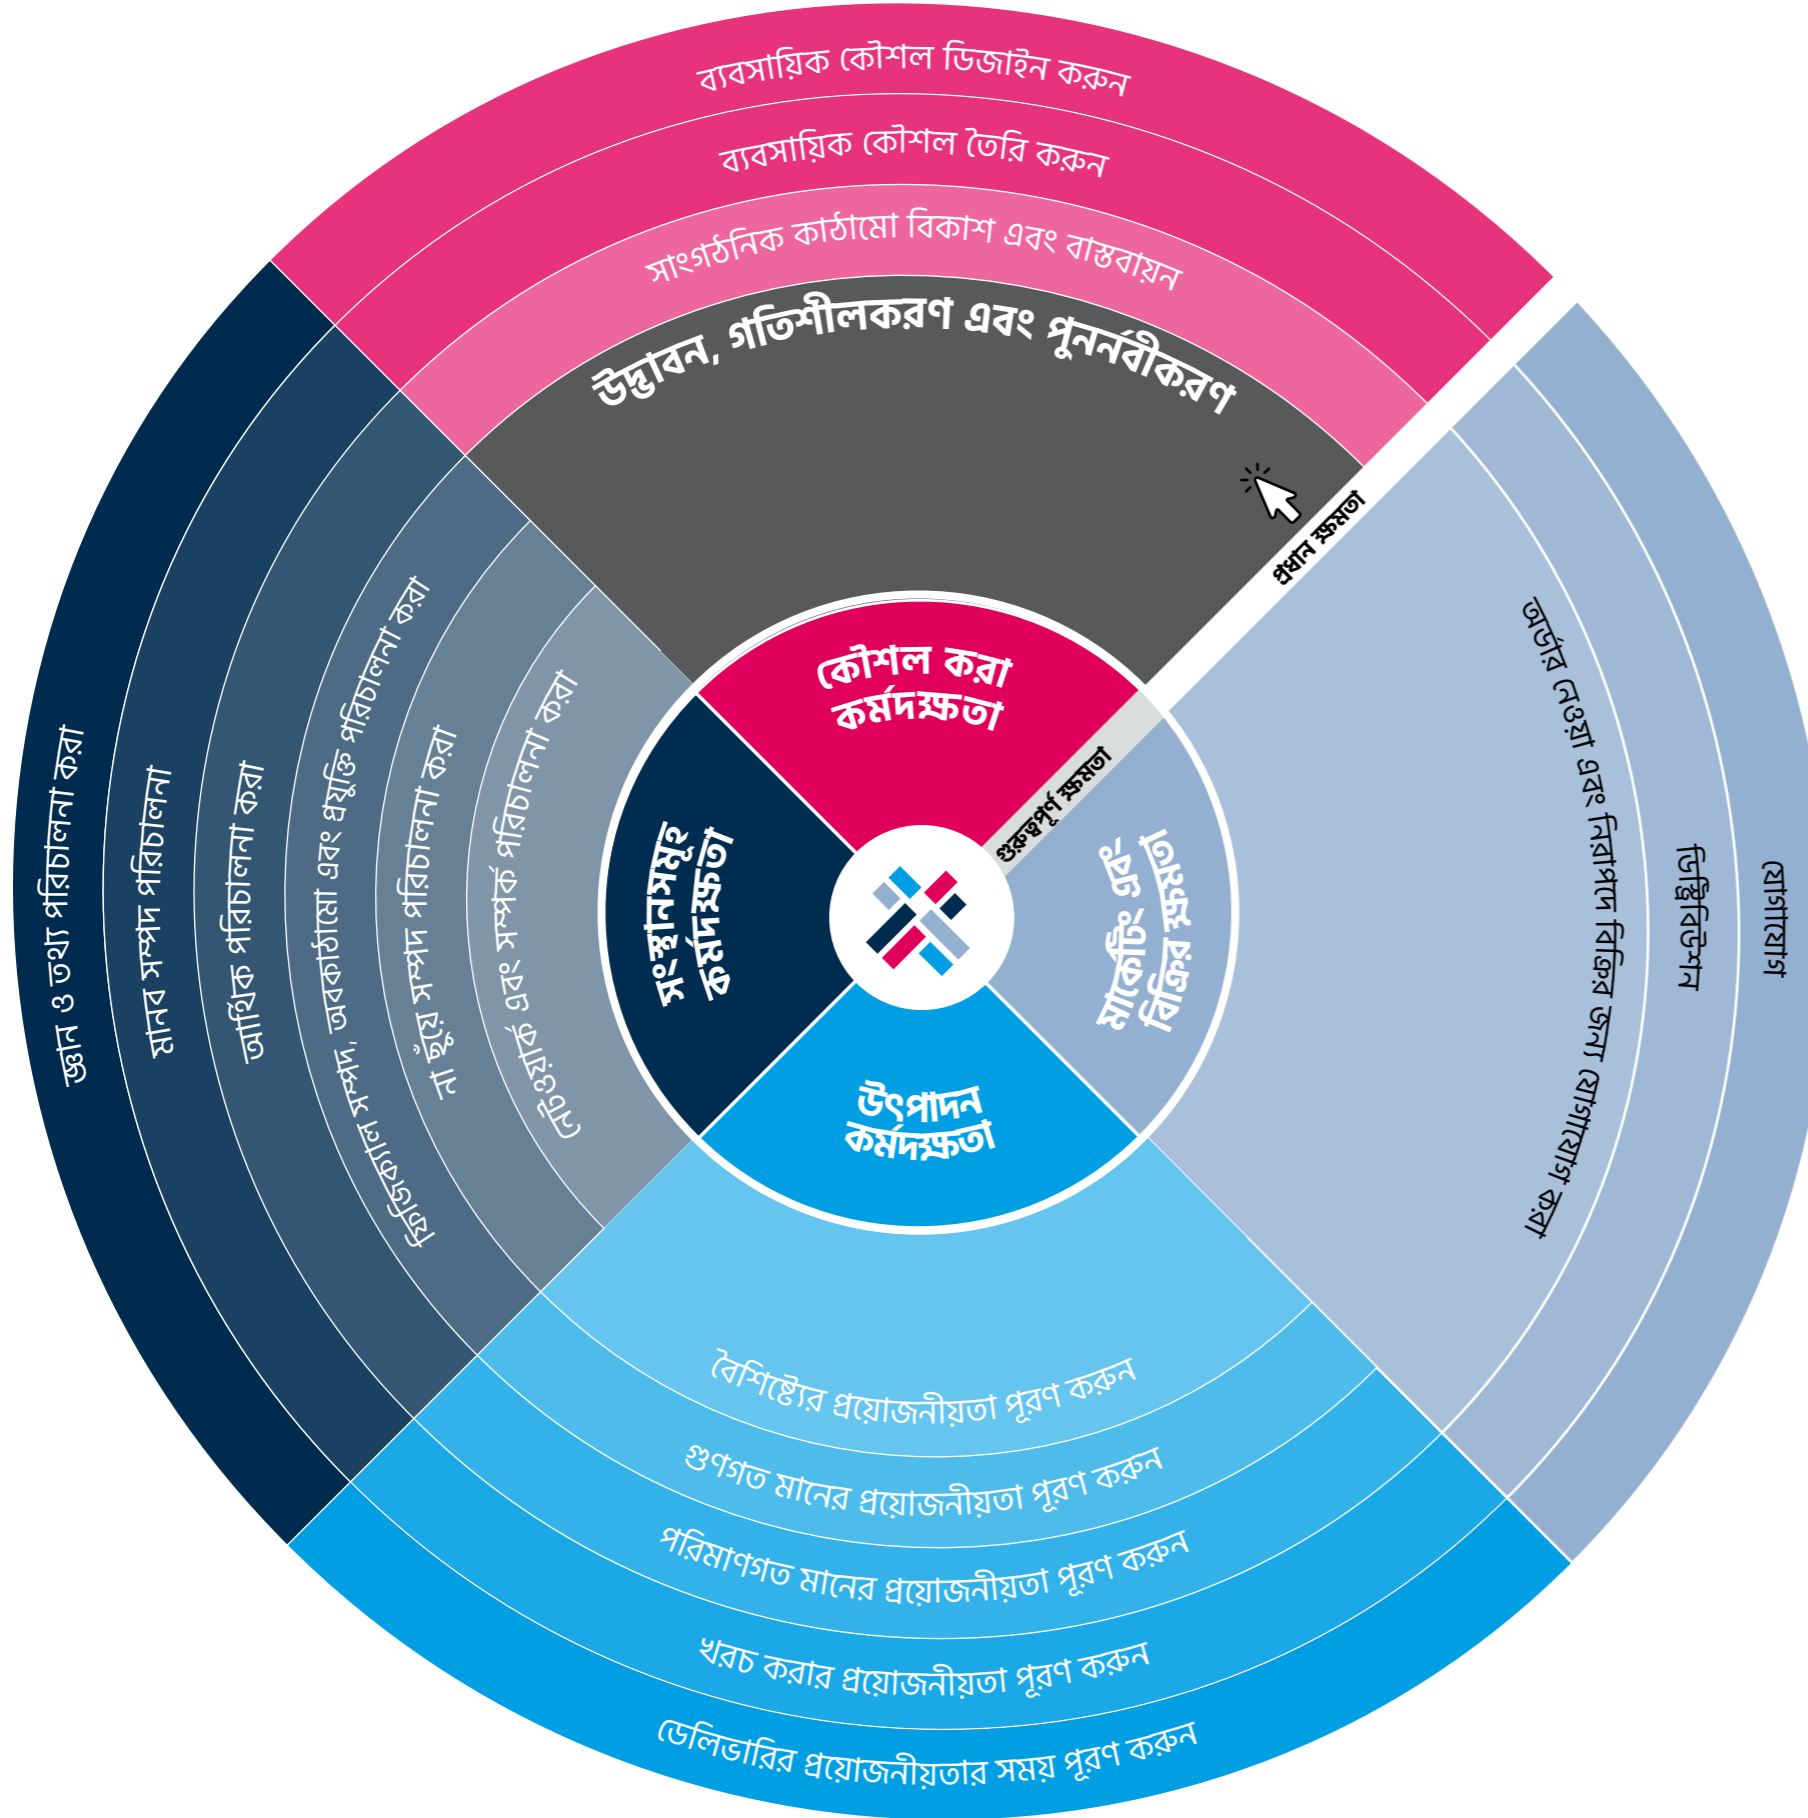 ব্যবসায়িক কৌশল ডিজাইন করুন
ব্যবসায়িক কৌশল তৈরি করুন
সাংগঠনিক কাঠামো বিকাশ এবং বাস্তবায়ন
উদ্ভাবন, গতিশীলকরণ এবং পুনর্নবীকরণ
প্রধান ক্ষমতা
কৌশল করা
কর্মদক্ষতা
গুরুত্বপূর্ণ ক্ষমতা
মার্কেটিং এবং
বিক্রির ক্ষমতা
অর্ডার নেওয়া এবং নিরাপদে বিক্রির জন্য যোগাযোগ করা
ডিস্ট্রিবিউশন
যোগাযোগ
উৎপাদন
কর্মদক্ষতা
বৈশিষ্ট্যের প্রয়োজনীয়তা পূরণ করুন
গুণগত মানের প্রয়োজনীয়তা পূরণ করুন
পরিমাণগত মানের প্রয়োজনীয়তা পূরণ করুন
খরচ করার প্রয়োজনীয়তা পূরণ করুন
ডেলিভারির প্রয়োজনীয়তার সময় পূরণ করুন
সংস্থানসমূহ
কর্মদক্ষতা
নেটওয়ার্ক এবং সম্পর্ক পরিচালনা করা
না ছুঁয়ে সম্পদ পরিচালনা করা
ফিজিক্যাল সম্পদ, অবকাঠামো এবং প্রযুক্তি পরিচালনা করা
আর্থিক পরিচালনা করা
মানব সম্পদ পরিচালনা
জ্ঞান ও তথ্য পরিচালনা করা